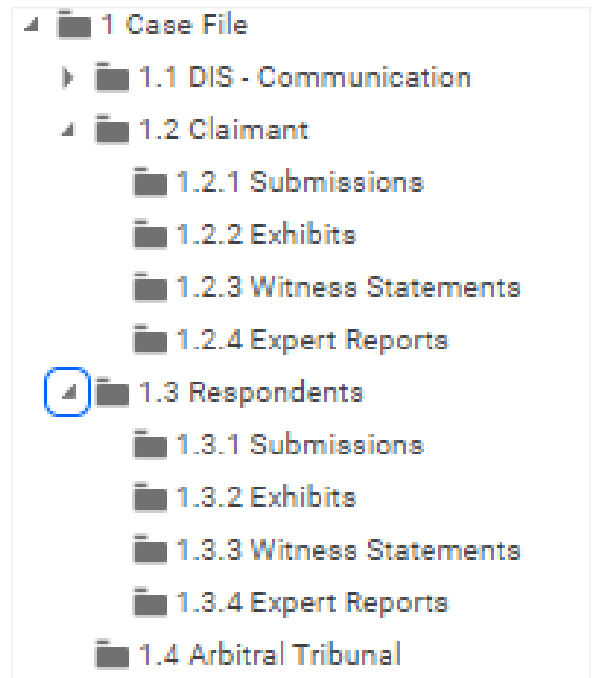 1 Case File
1.1 DIS - Communication
1.2 Claimant
1.2.1 Submissions
1.2.2 Exhibits
1.2.3 Witness Statements
1.2.4 Expert Reports
1.3 Respondents
1.3.1 Submissions
1.3.2 Exhibits
1.3.3 Witness Statements
1.3.4 Expert Reports
1.4 Arbitral Tribunal